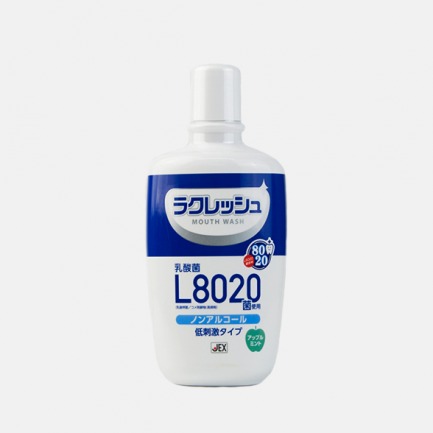 ラクレッシュ
MOUTH WASH
80
20
乳酸菌
L8020
菌使用
ノンアルコール
低刺激タイプ
アップル
ミント
JEX